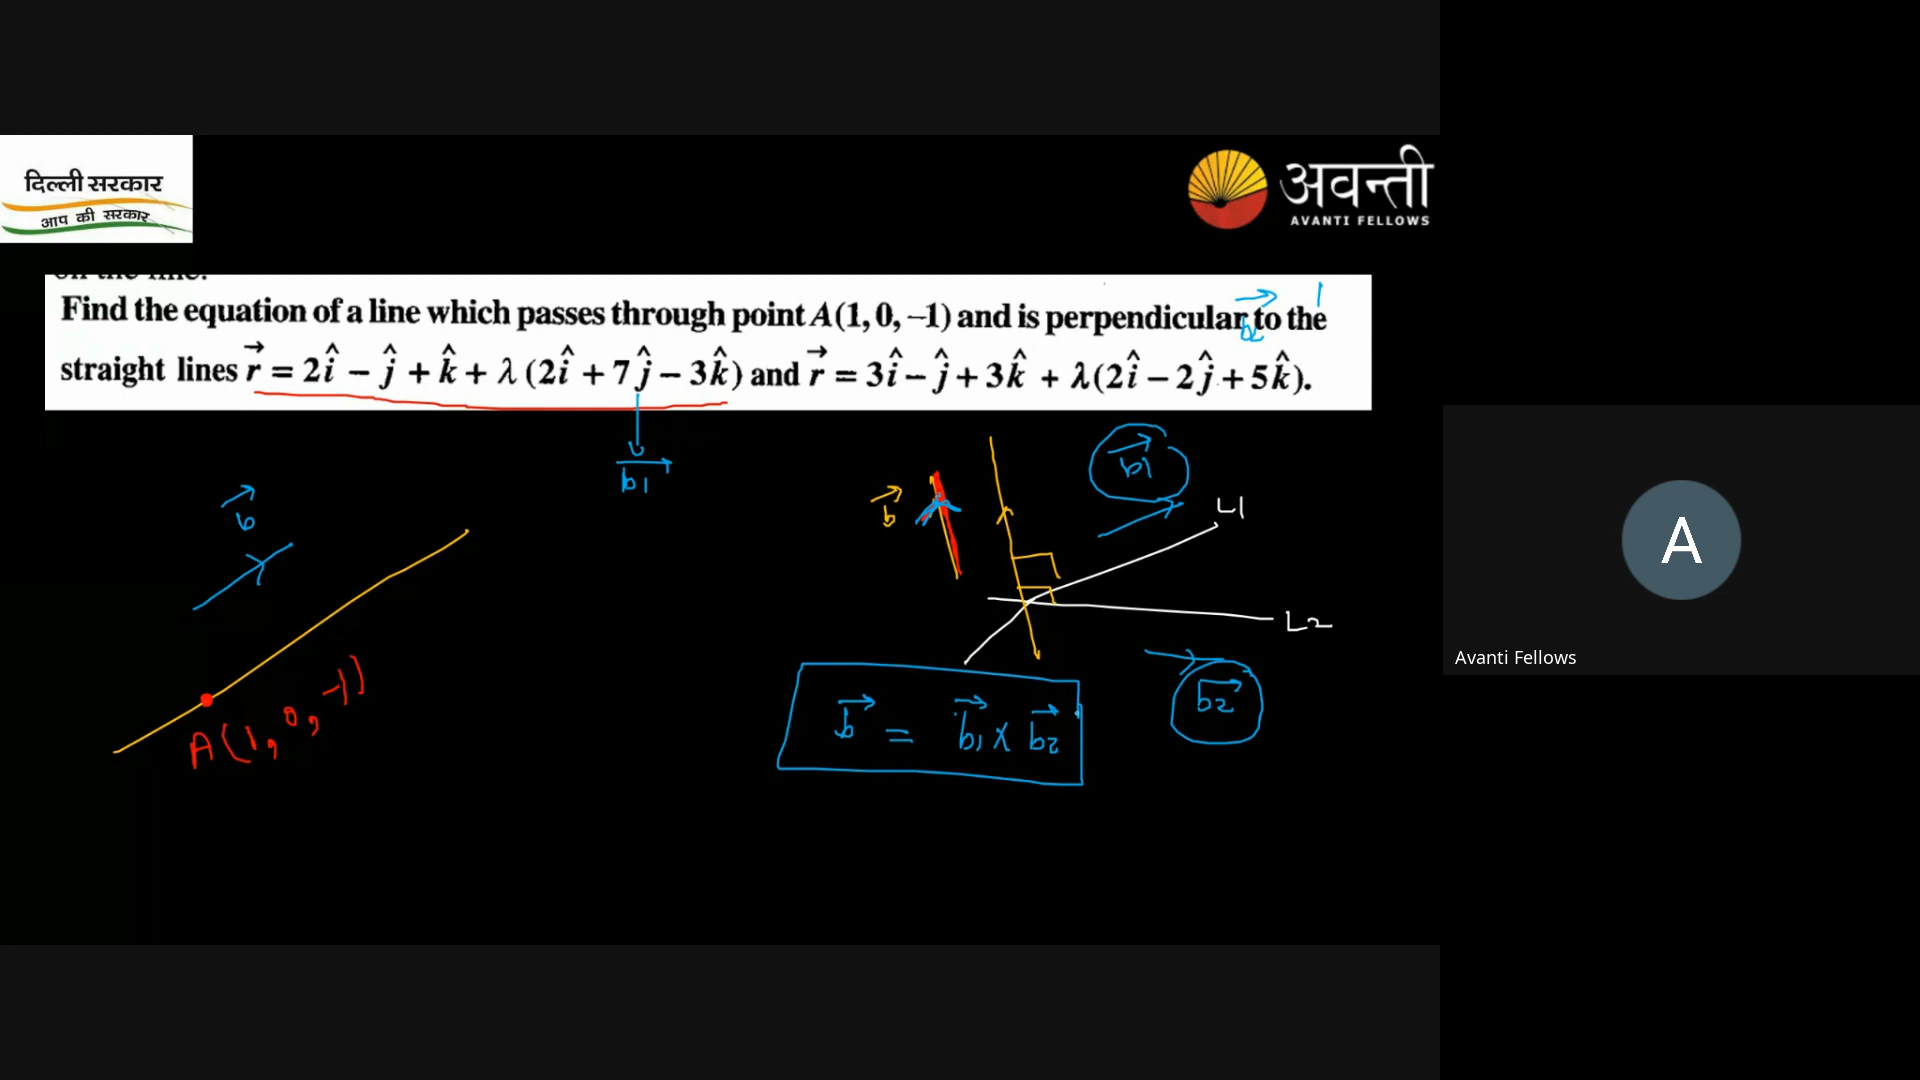 दिल्ली सरकार
आप की सरकार
अवन्ती
AVANTI FELLOWS
Find the equation of a line which passes through point A(1, 0, –1) and is perpendicular to the
straight lines r⃗ = 2î – ĵ + k̂ + λ (2î + 7ĵ – 3k̂) and r⃗ = 3î – ĵ + 3k̂ + λ(2î – 2ĵ + 5k̂).
b⃗2
b⃗1
b⃗
b⃗
b⃗1
L1
L2
A(1, 0, -1)
b⃗ = b⃗1 × b⃗2
b⃗2
A
Avanti Fellows